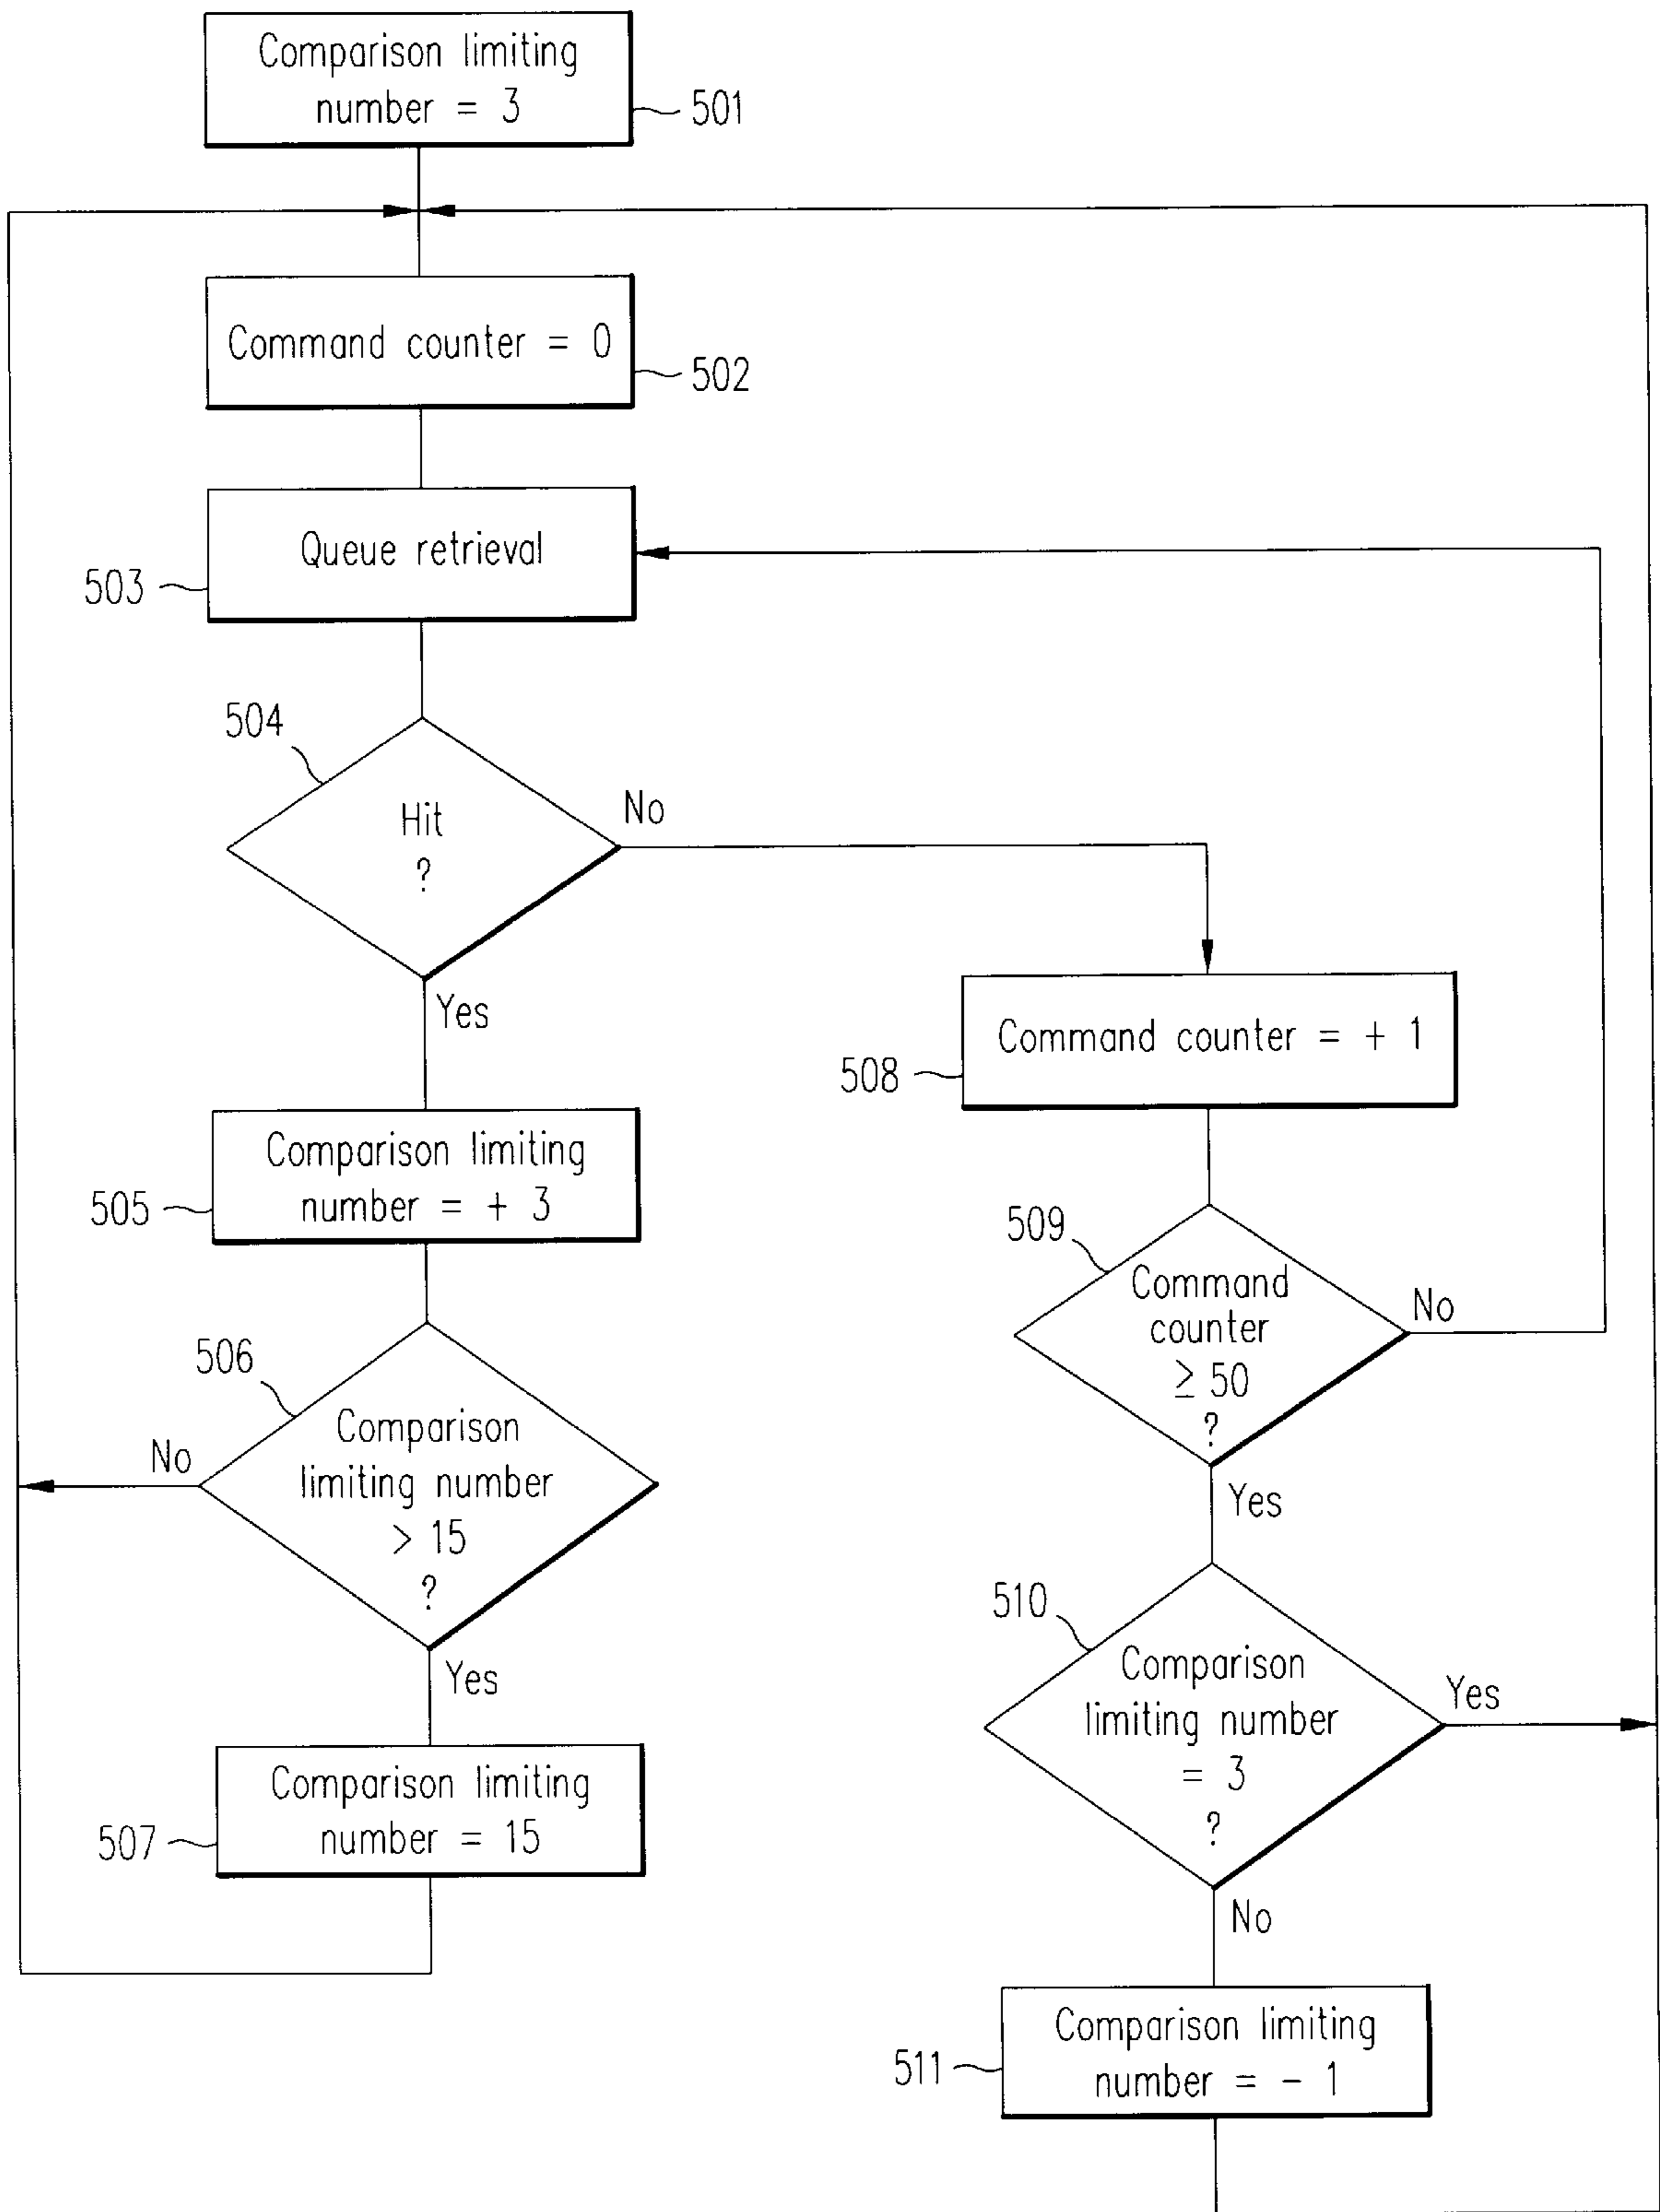 Comparison limiting
number = 3
501
Command counter = 0
502
Queue retrieval
503
504
Hit
?
No
Yes
Comparison limiting
number = + 3
505
506
Comparison
limiting number
> 15
?
No
Yes
Comparison limiting
number = 15
507
Command counter = + 1
508
509
Command
counter
≥ 50
?
No
Yes
510
Comparison
limiting number
= 3
?
Yes
No
Comparison limiting
number = - 1
511